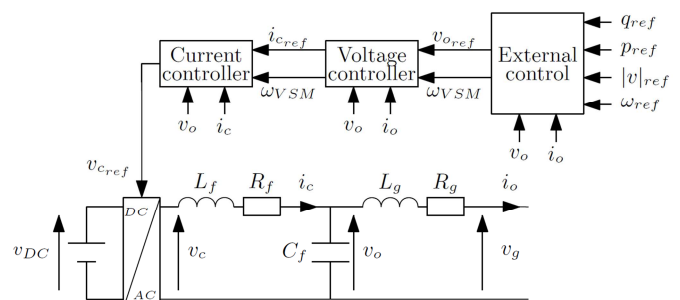 i_{c_{ref}} v_{o_{ref}} q_{ref}
Current controller Voltage controller External control p_{ref}
|v|_{ref}
ω_{VSM} ω_{VSM} ω_{ref}
v_o i_c v_o i_o v_o i_o
v_{c_{ref}}
L_f R_f i_c L_g R_g i_o
DC
v_{DC} v_c C_f v_o v_g
AC